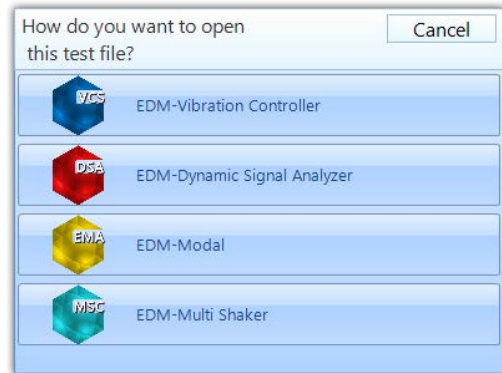 How do you want to open
this test file?
Cancel
VCS
EDM-Vibration Controller
DSA
EDM-Dynamic Signal Analyzer
EMA
EDM-Modal
MSC
EDM-Multi Shaker